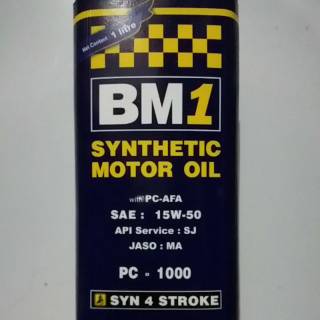 Net Content : 1 litre
BM1
SYNTHETIC
MOTOR OIL
with PC-AFA
SAE : 15W-50
API Service : SJ
JASO : MA
PC - 1000
SYN 4 STROKE